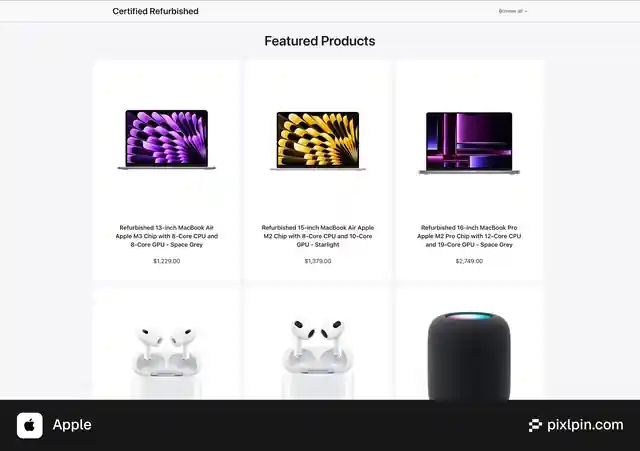 Certified Refurbished
Browse all
Featured Products
Refurbished 13-inch MacBook Air
Apple M3 Chip with 8-Core CPU and
8-Core GPU - Space Grey
$1,229.00
Refurbished 15-inch MacBook Air Apple
M2 Chip with 8-Core CPU and 10-Core
GPU - Starlight
$1,379.00
Refurbished 16-inch MacBook Pro
Apple M2 Pro Chip with 12-Core CPU
and 19-Core GPU - Space Grey
$2,749.00
Apple
pixlpin.com